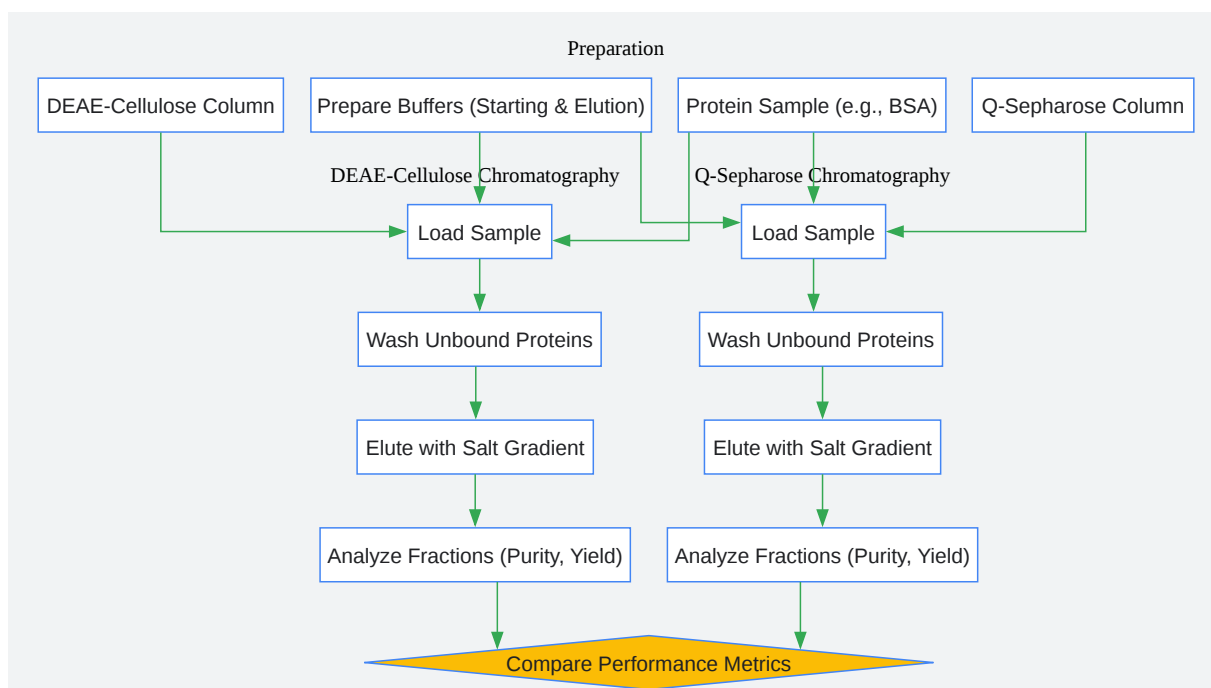 Preparation
DEAE-Cellulose Column
Prepare Buffers (Starting & Elution)
Protein Sample (e.g., BSA)
Q-Sepharose Column
DEAE-Cellulose Chromatography
Q-Sepharose Chromatography
Load Sample
Load Sample
Wash Unbound Proteins
Wash Unbound Proteins
Elute with Salt Gradient
Elute with Salt Gradient
Analyze Fractions (Purity, Yield)
Analyze Fractions (Purity, Yield)
Compare Performance Metrics